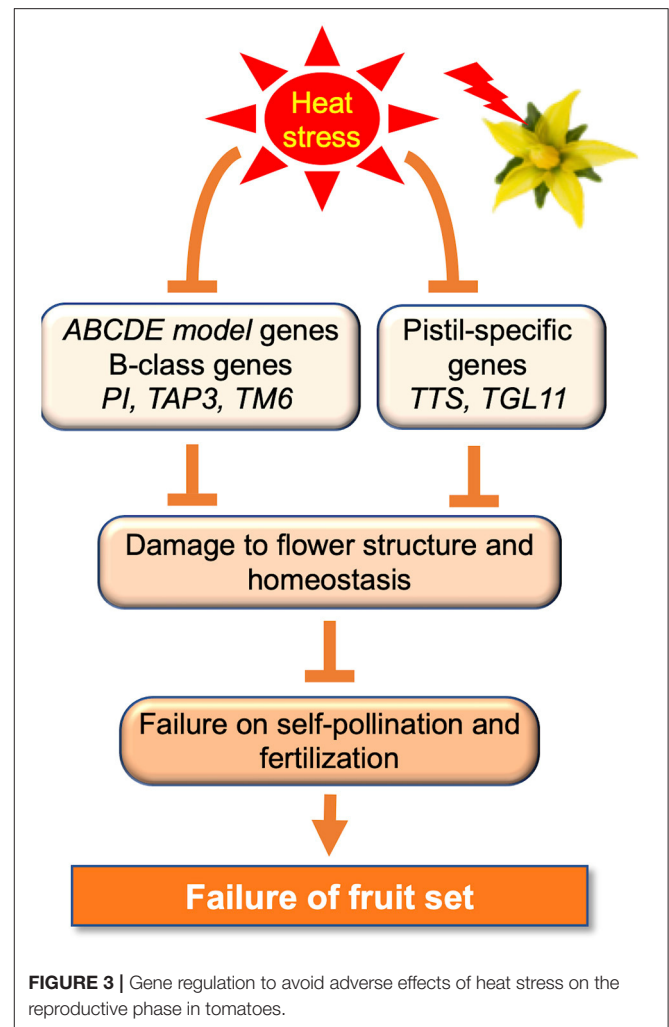 Heat
stress
ABCDE model genes
B-class genes
PI, TAP3, TM6
Pistil-specific
genes
TTS, TGL11
Damage to flower structure and
homeostasis
Failure on self-pollination and
fertilization
Failure of fruit set
FIGURE 3 | Gene regulation to avoid adverse effects of heat stress on the
reproductive phase in tomatoes.